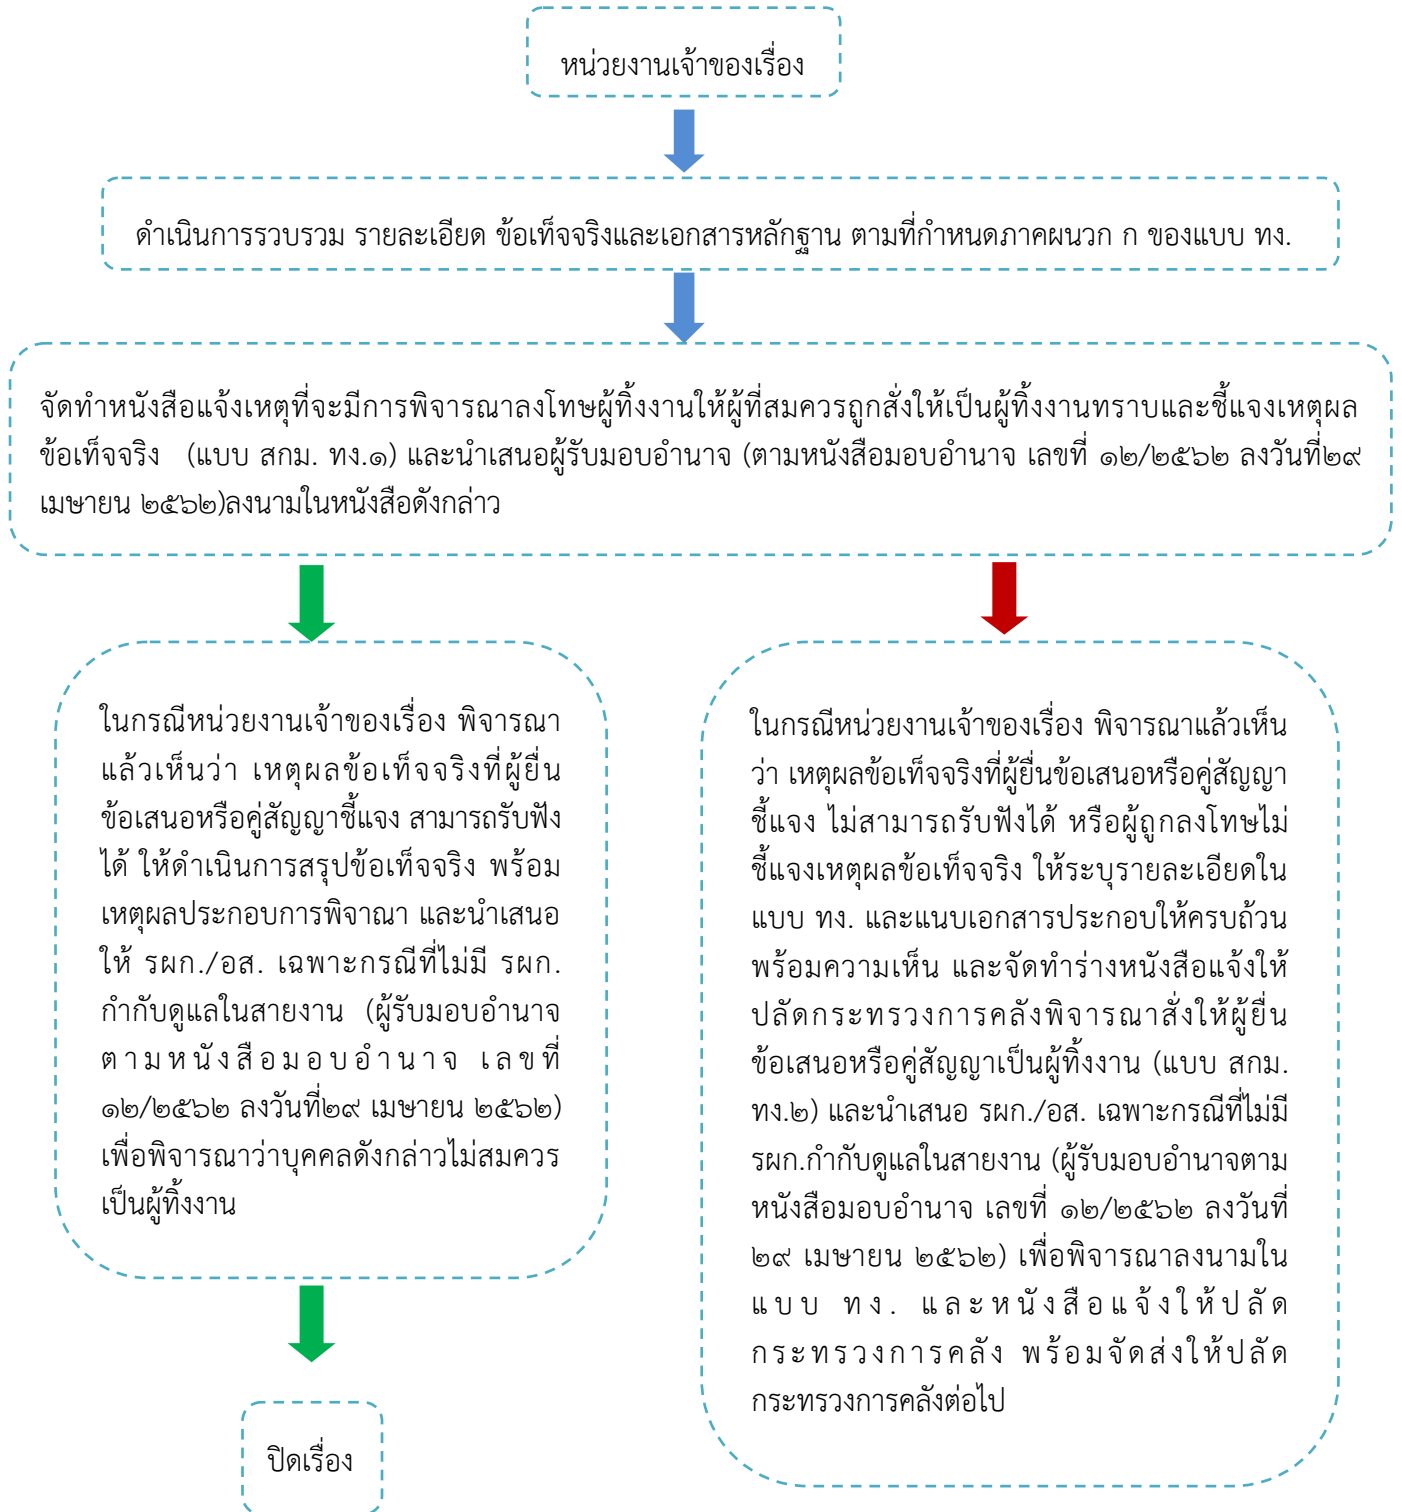 หน่วยงานเจ้าของเรื่อง
ดำเนินการรวบรวม รายละเอียด ข้อเท็จจริงและเอกสารหลักฐาน ตามที่กำหนดภาคผนวก ก ของแบบ ทง.
จัดทำหนังสือแจ้งเหตุที่จะมีการพิจารณาลงโทษผู้ทิ้งงานให้ผู้ที่สมควรถูกสั่งให้เป็นผู้ทิ้งงานทราบและชี้แจงเหตุผล
ข้อเท็จจริง (แบบ สกม. ทง.๑) และนำเสนอผู้รับมอบอำนาจ (ตามหนังสือมอบอำนาจ เลขที่ ๑๒/๒๕๖๒ ลงวันที่๒๙
เมษายน ๒๕๖๒)ลงนามในหนังสือดังกล่าว
ในกรณีหน่วยงานเจ้าของเรื่อง พิจารณา
แล้วเห็นว่า เหตุผลข้อเท็จจริงที่ผู้ยื่น
ข้อเสนอหรือคู่สัญญาชี้แจง สามารถรับฟัง
ได้ ให้ดำเนินการสรุปข้อเท็จจริง พร้อม
เหตุผลประกอบการพิจาณา และนำเสนอ
ให้ รผก./อส. เฉพาะกรณีที่ไม่มี รผก.
กำกับดูแลในสายงาน (ผู้รับมอบอำนาจ
ตามหนังสือมอบอำนาจ เลขที่
๑๒/๒๕๖๒ ลงวันที่๒๙ เมษายน ๒๕๖๒)
เพื่อพิจารณาว่าบุคคลดังกล่าวไม่สมควร
เป็นผู้ทิ้งงาน
ปิดเรื่อง
ในกรณีหน่วยงานเจ้าของเรื่อง พิจารณาแล้วเห็น
ว่า เหตุผลข้อเท็จจริงที่ผู้ยื่นข้อเสนอหรือคู่สัญญา
ชี้แจง ไม่สามารถรับฟังได้ หรือผู้ถูกลงโทษไม่
ชี้แจงเหตุผลข้อเท็จจริง ให้ระบุรายละเอียดใน
แบบ ทง. และแนบเอกสารประกอบให้ครบถ้วน
พร้อมความเห็น และจัดทำร่างหนังสือแจ้งให้
ปลัดกระทรวงการคลังพิจารณาสั่งให้ผู้ยื่น
ข้อเสนอหรือคู่สัญญาเป็นผู้ทิ้งงาน (แบบ สกม.
ทง.๒) และนำเสนอ รผก./อส. เฉพาะกรณีที่ไม่มี
รผก.กำกับดูแลในสายงาน (ผู้รับมอบอำนาจตาม
หนังสือมอบอำนาจ เลขที่ ๑๒/๒๕๖๒ ลงวันที่
๒๙ เมษายน ๒๕๖๒) เพื่อพิจารณาลงนามใน
แบบ ทง. และหนังสือแจ้งให้ปลัด
กระทรวงการคลัง พร้อมจัดส่งให้ปลัด
กระทรวงการคลังต่อไป